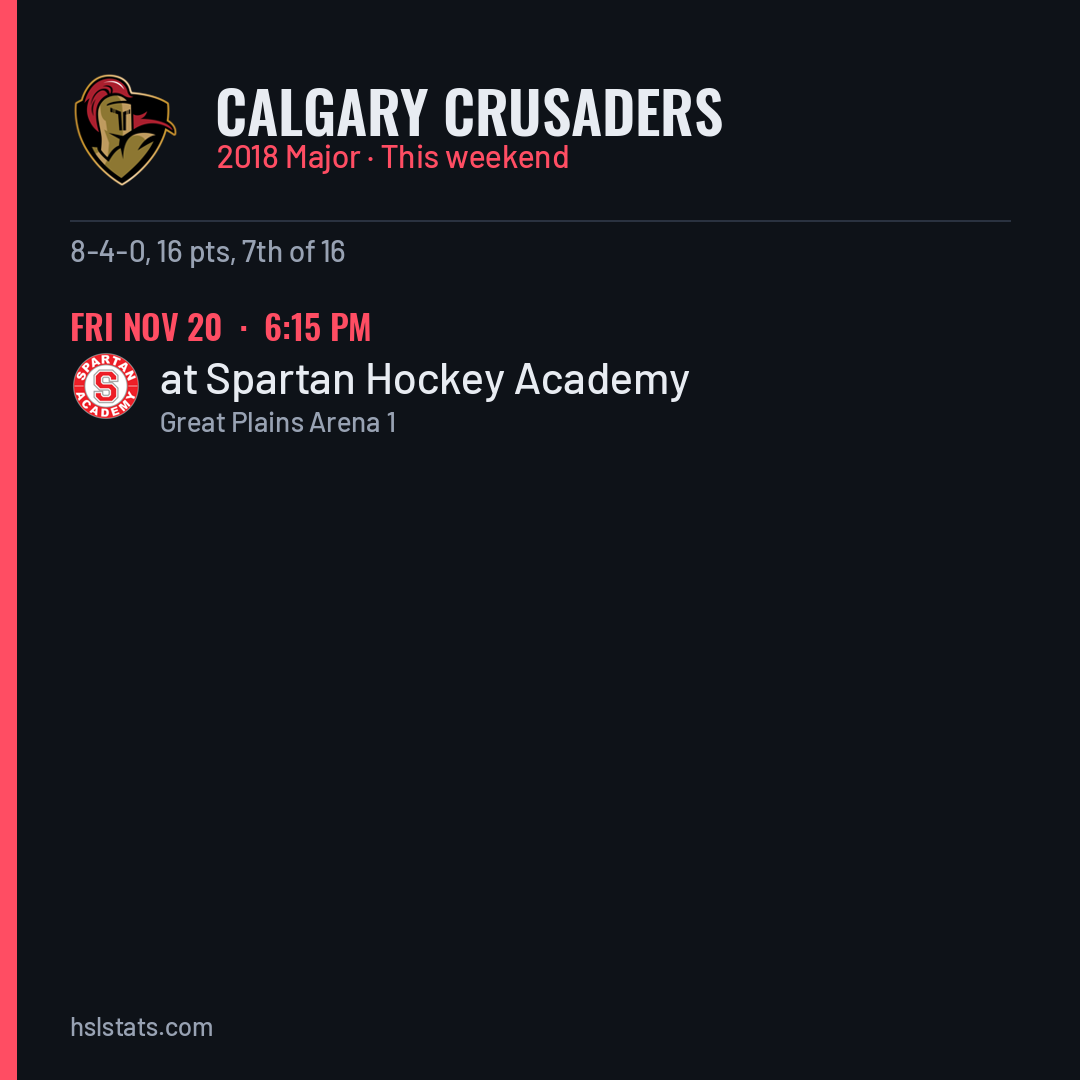 CALGARY CRUSADERS
2018 Major · This weekend
8-4-0, 16 pts, 7th of 16
FRI NOV 20 · 6:15 PM
SPARTAN
S
ACADEMY
at Spartan Hockey Academy
Great Plains Arena 1
hslstats.com